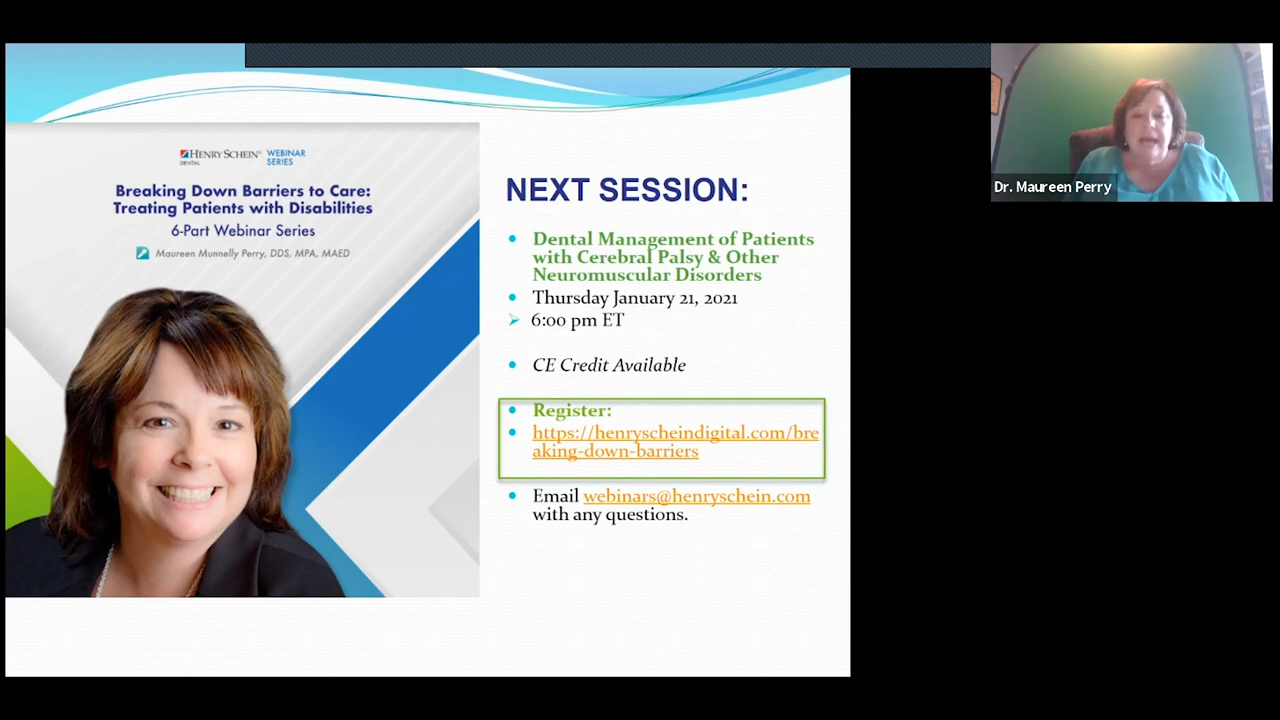 HENRY SCHEIN®
DENTAL
WEBINAR
SERIES
Breaking Down Barriers to Care:
Treating Patients with Disabilities
6-Part Webinar Series
Maureen Munnelly Perry, DDS, MPA, MAED
NEXT SESSION:
Dental Management of Patients
with Cerebral Palsy & Other
Neuromuscular Disorders
Thursday January 21, 2021
6:00 pm ET
CE Credit Available
Register:
https://henryscheindigital.com/bre
aking-down-barriers
Email webinars@henryschein.com
with any questions.
Dr. Maureen Perry